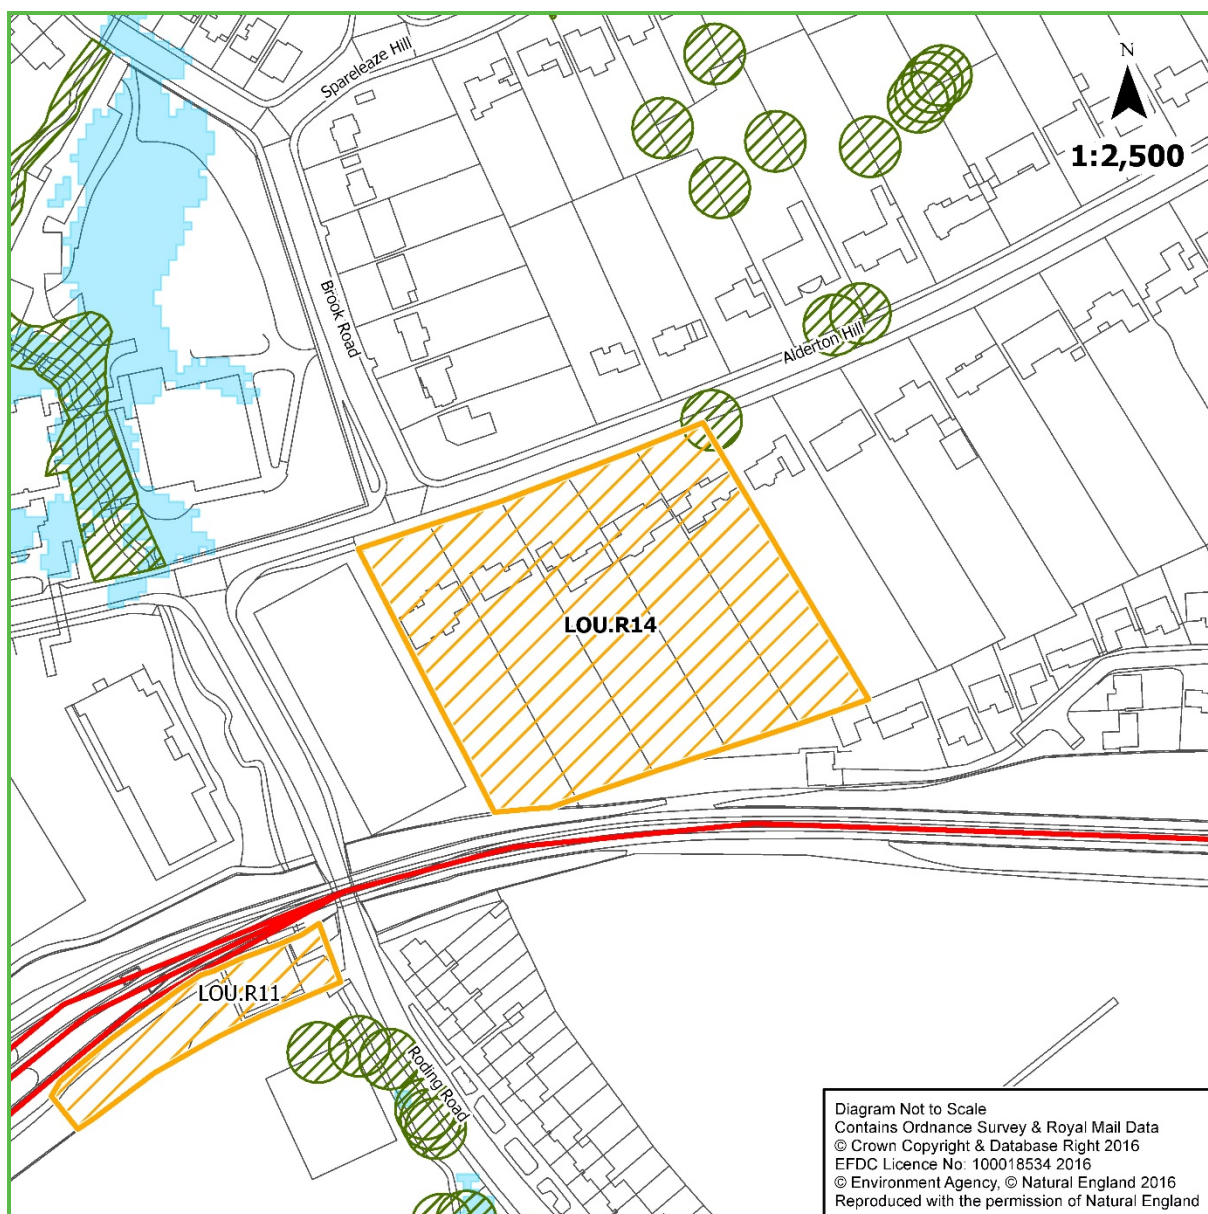 Spareleaze Hill
N
1:2,500
Brook Road
Alderton Hill
LOU.R14
LOU.R11
Roding Road
Diagram Not to Scale
Contains Ordnance Survey & Royal Mail Data
© Crown Copyright & Database Right 2016
EFDC Licence No: 100018534 2016
© Environment Agency, © Natural England 2016
Reproduced with the permission of Natural England